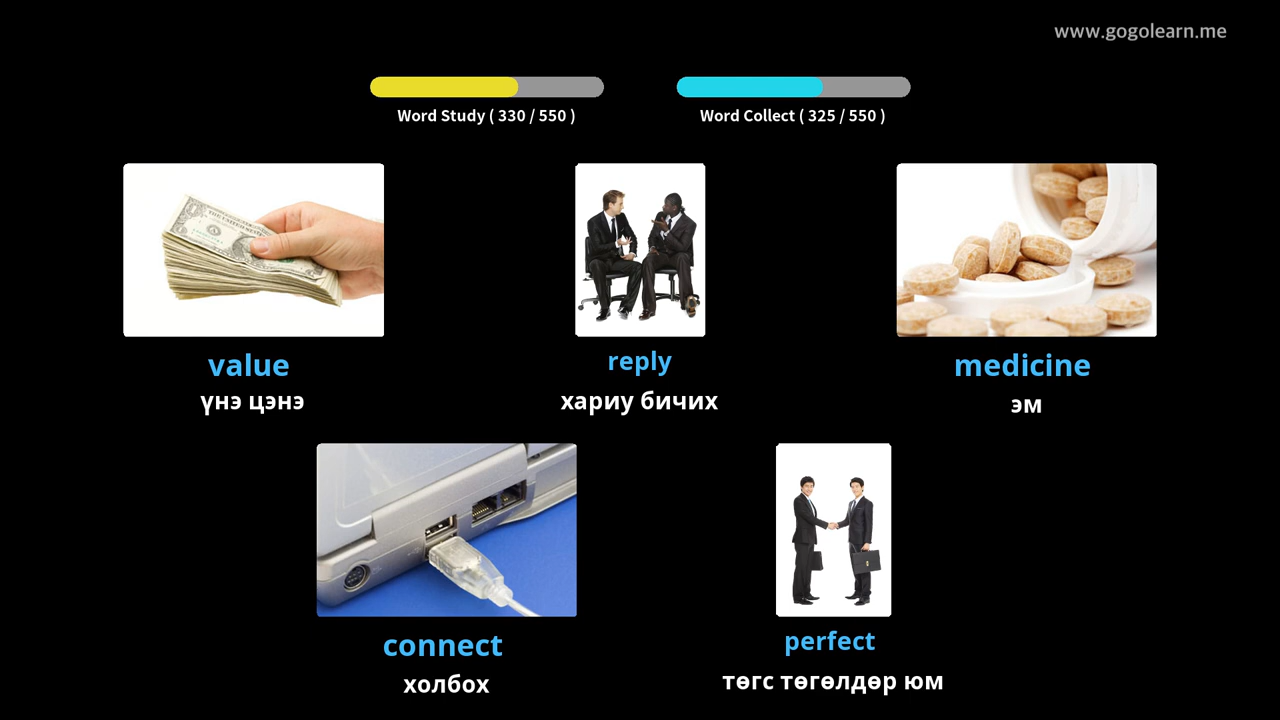 www.gogolearn.me
Word Study ( 330 / 550 )
Word Collect ( 325 / 550 )
value
үнэ цэнэ
reply
хариу бичих
medicine
эм
connect
холбох
perfect
төгс төгөлдөр юм